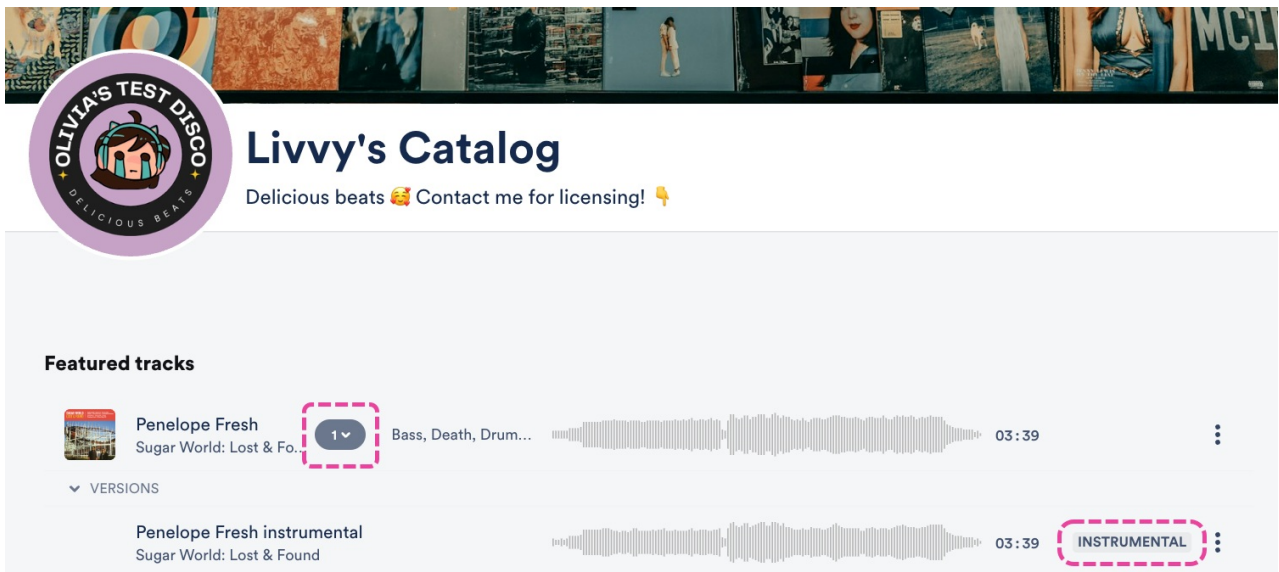 MCI
OLIVIA'S TEST DISCO
DELICIOUS BEATS
Livvy's Catalog
Delicious beats 🥰 Contact me for licensing! 👇
Featured tracks
Penelope Fresh
Sugar World: Lost & Fo...
1
Bass, Death, Drum...
03:39
VERSIONS
Penelope Fresh instrumental
Sugar World: Lost & Found
03:39
INSTRUMENTAL